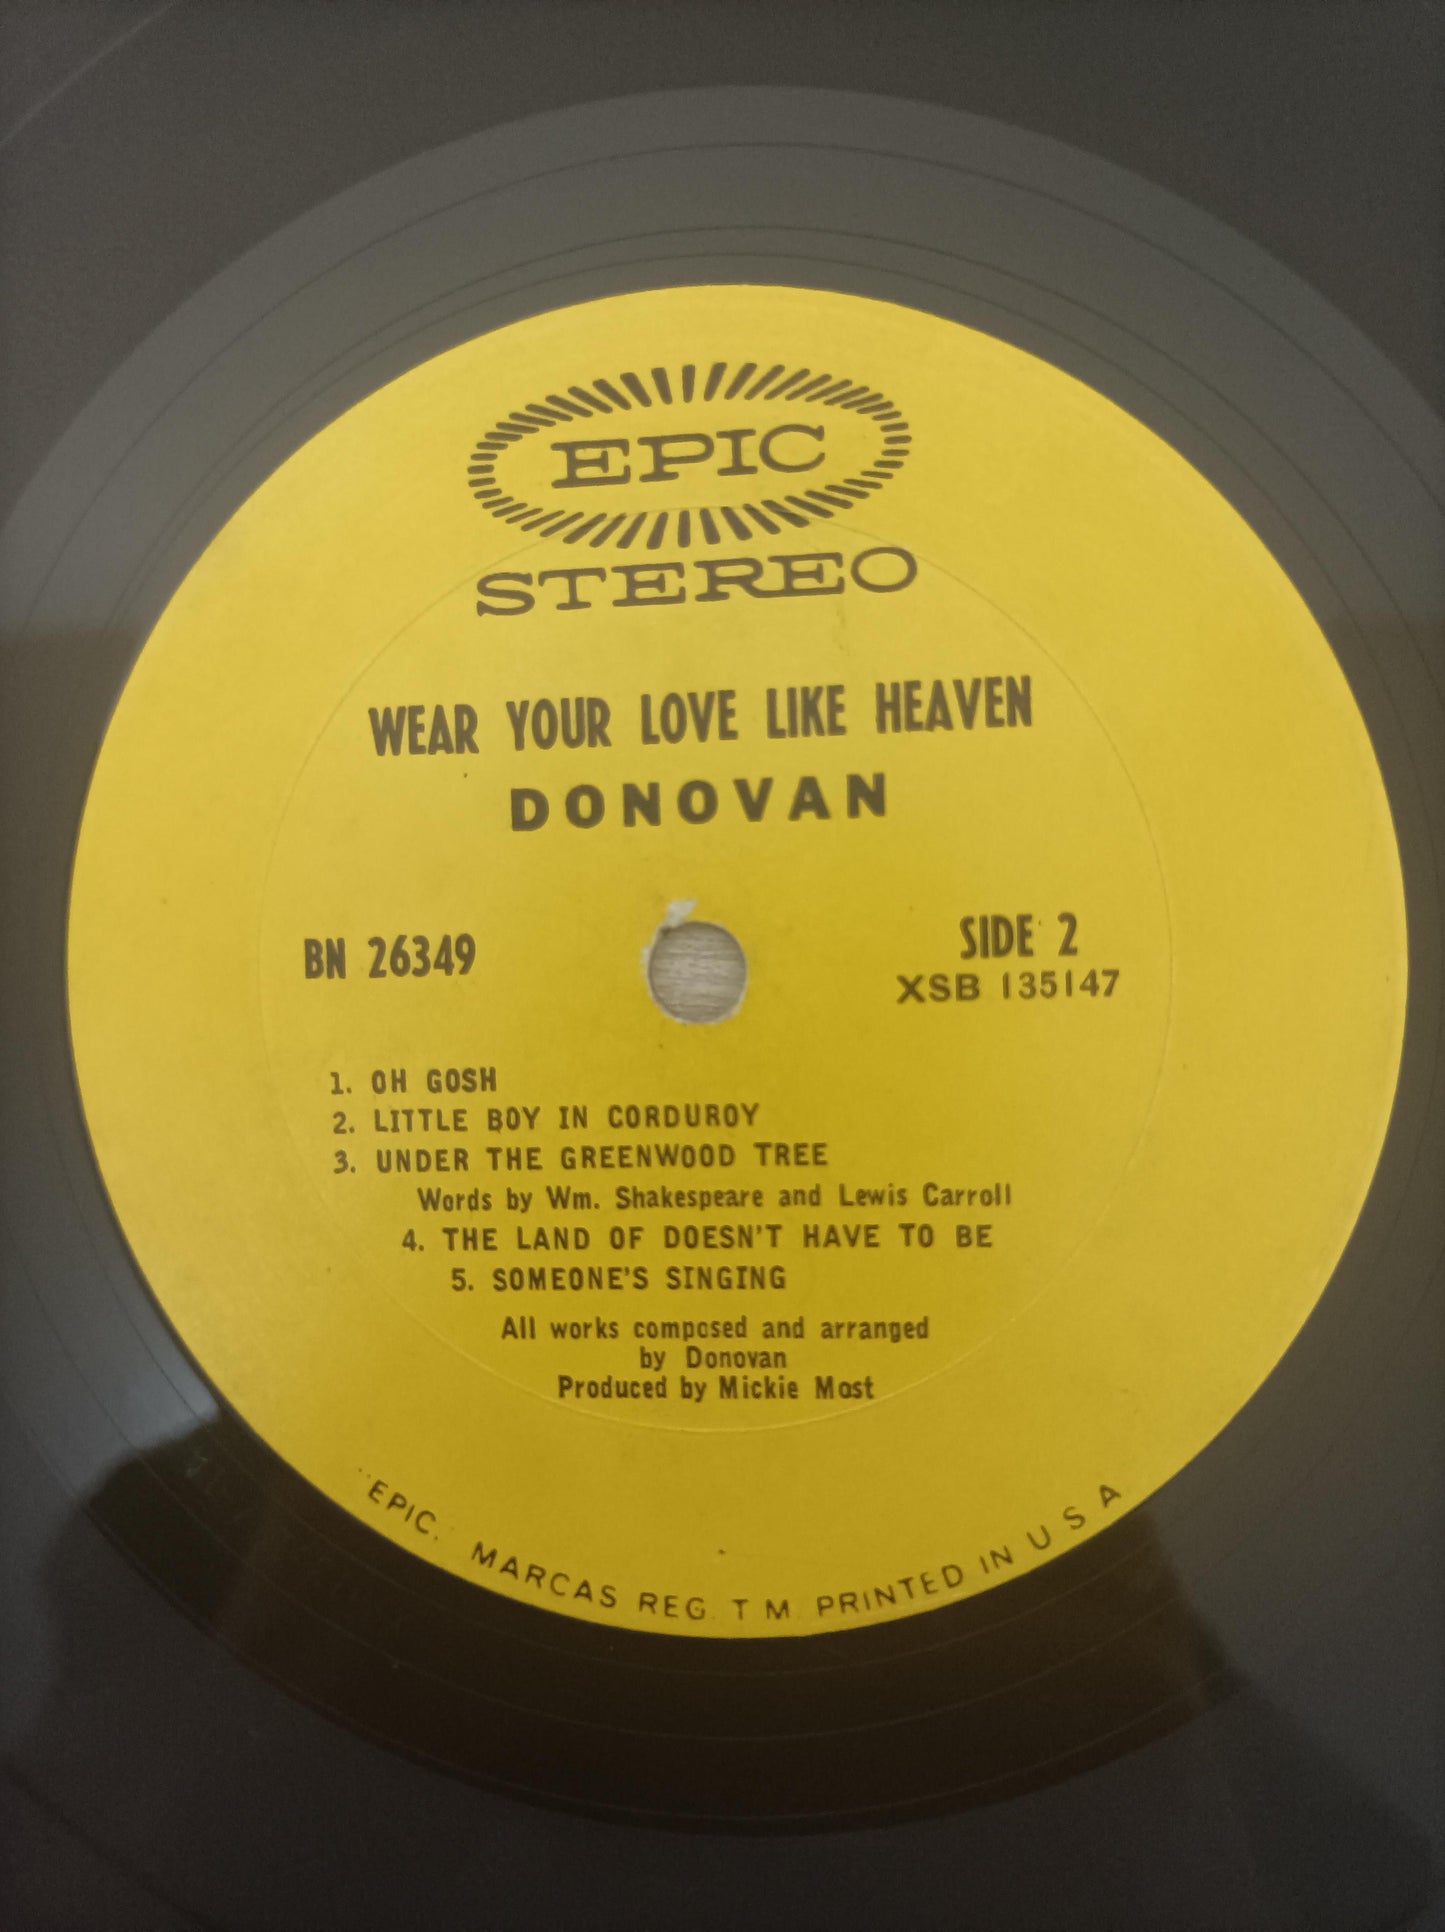 EPIC
STEREO
WEAR YOUR LOVE LIKE HEAVEN
DONOVAN
BN 26349
SIDE 2
XSB 135147
1. OH GOSH
2. LITTLE BOY IN CORDUROY
3. UNDER THE GREENWOOD TREE
Words by Wm. Shakespeare and Lewis Carroll
4. THE LAND OF DOESN'T HAVE TO BE
5. SOMEONE'S SINGING
All works composed and arranged
by Donovan
Produced by Mickie Most
"EPIC. MARCAS REG. T M PRINTED IN U S A